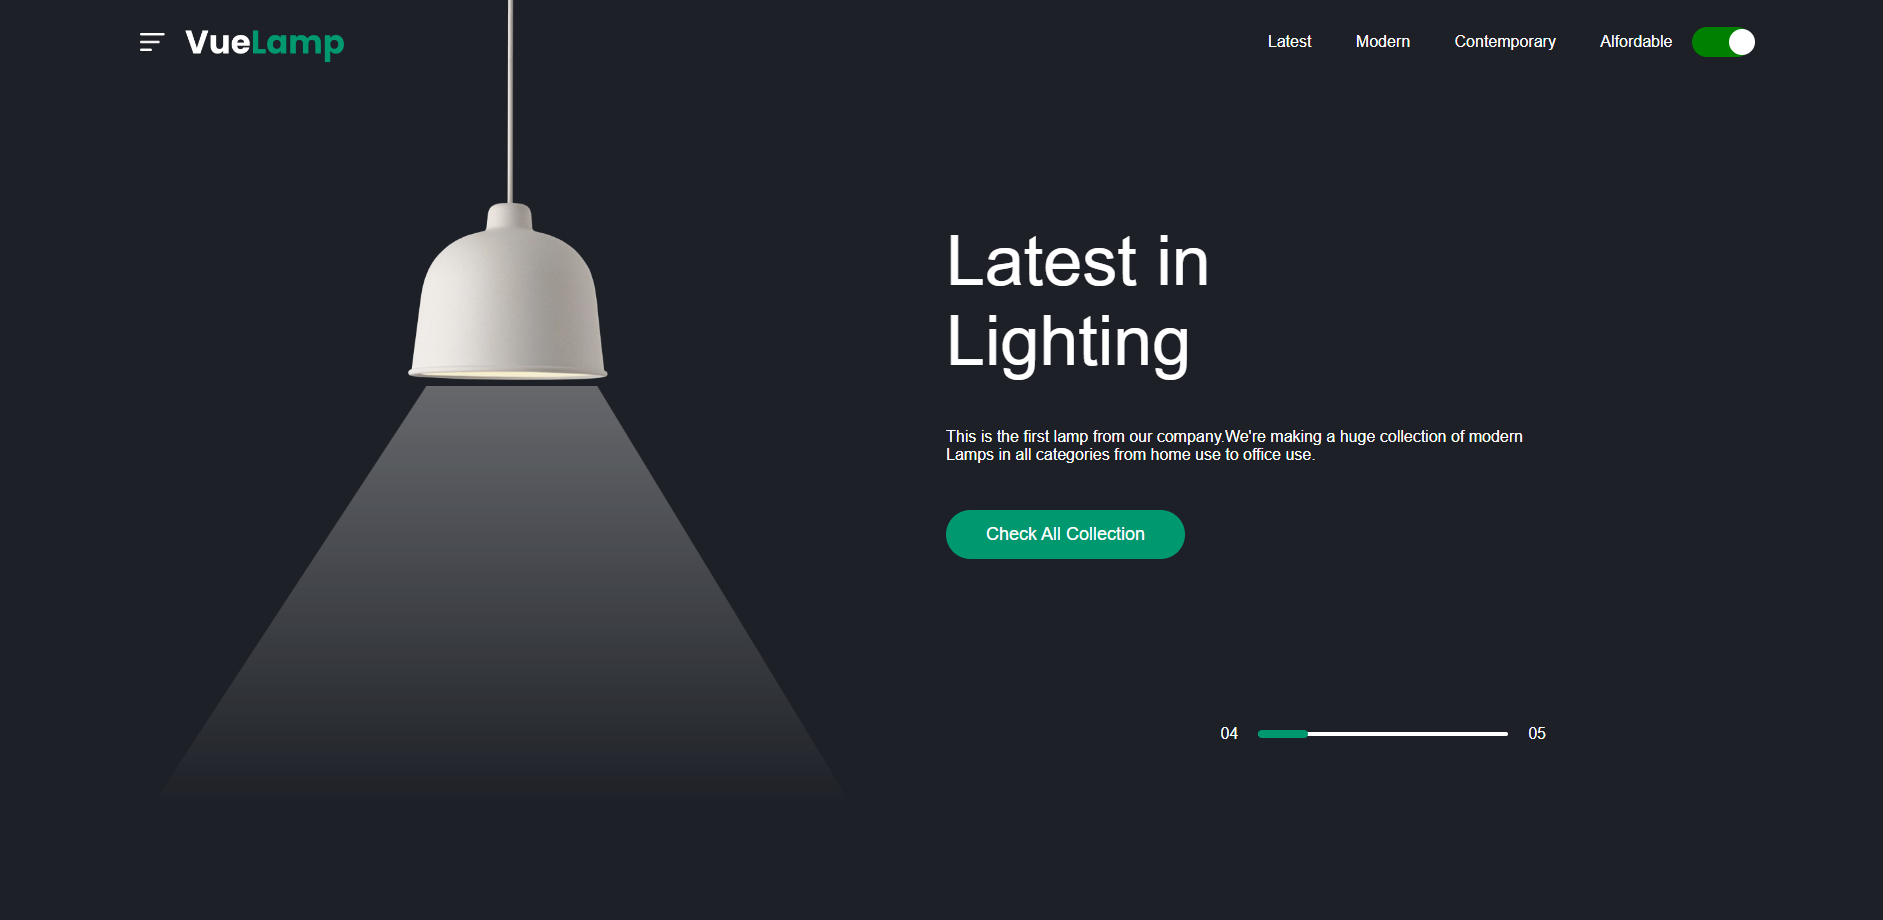 VueLamp
Latest
Modern
Contemporary
Alfordable
Latest in
Lighting
This is the first lamp from our company.We're making a huge collection of modern
Lamps in all categories from home use to office use.
Check All Collection
04
05